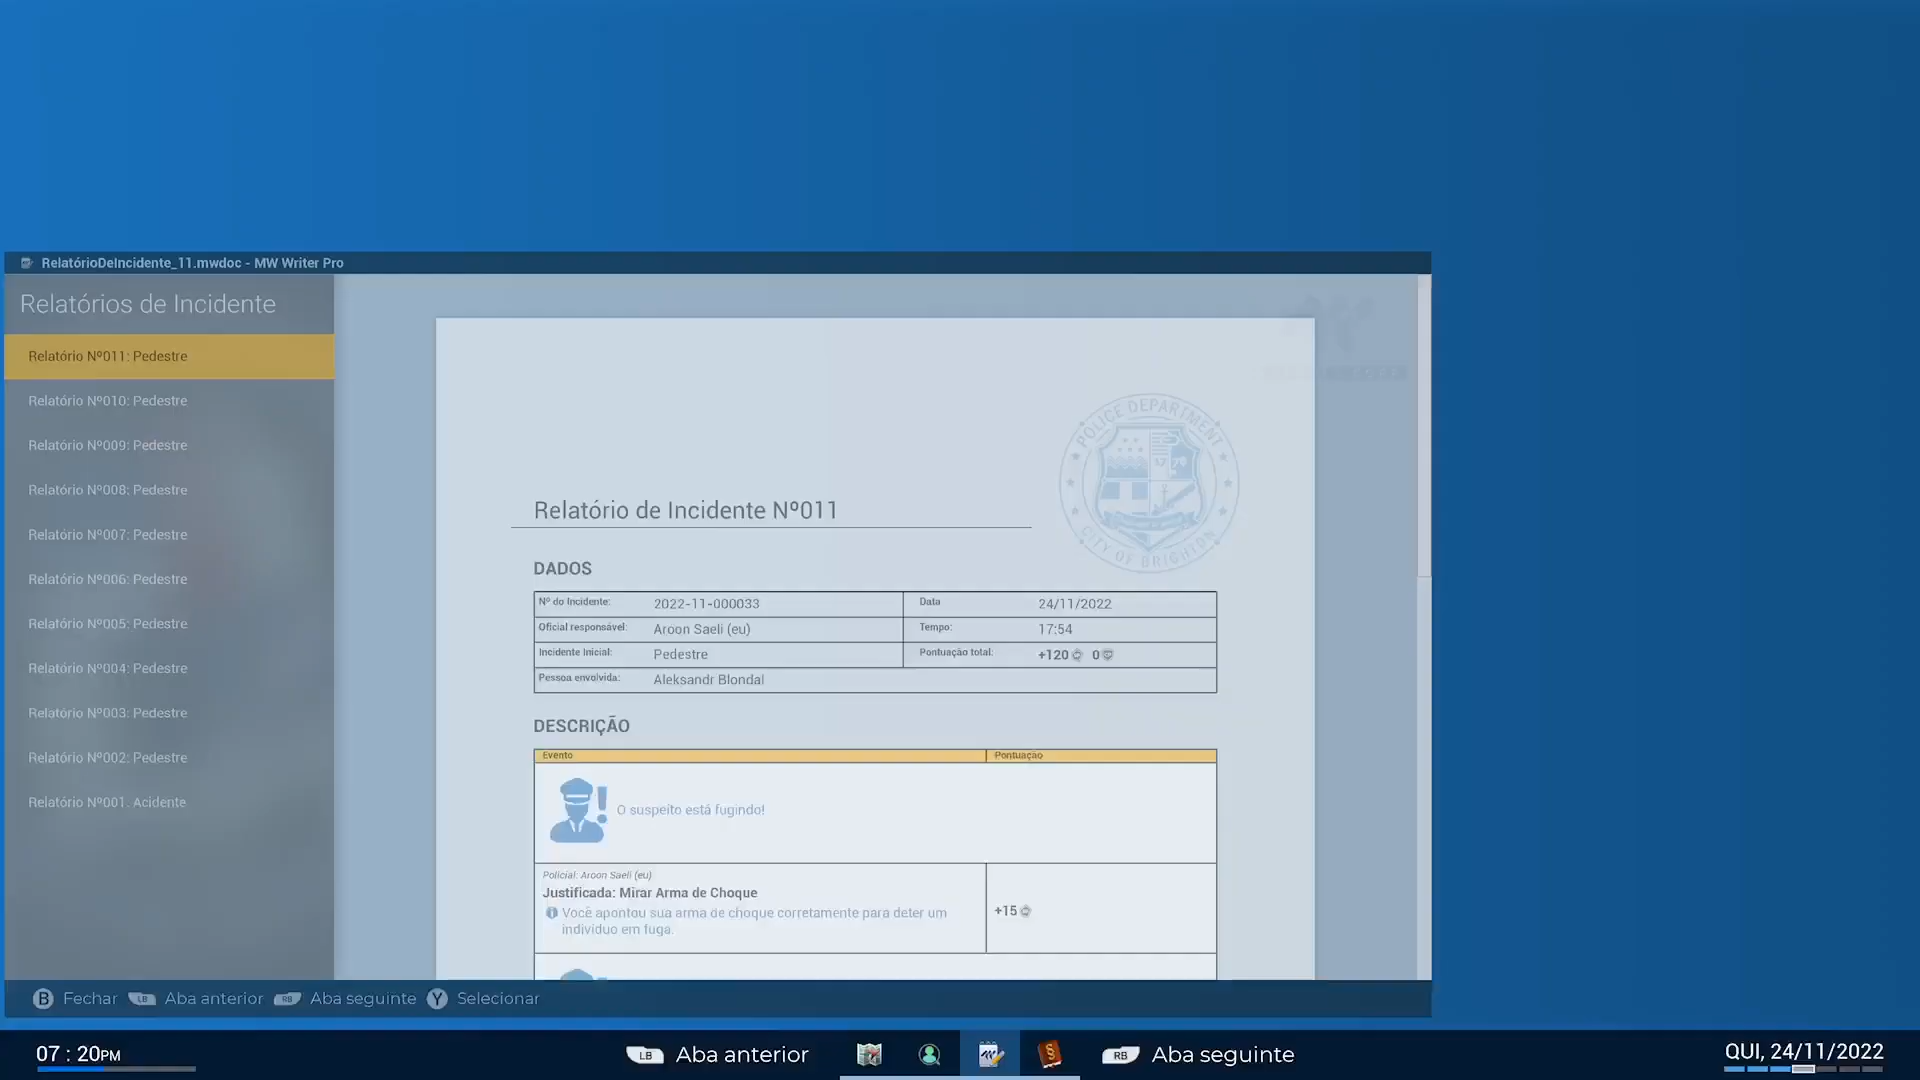 RelatórioDeIncidente_11.mwdoc - MW Writer Pro
Relatórios de Incidente
Relatório Nº011: Pedestre
Relatório Nº010: Pedestre
Relatório Nº009: Pedestre
Relatório Nº008: Pedestre
Relatório Nº007: Pedestre
Relatório Nº006: Pedestre
Relatório Nº005: Pedestre
Relatório Nº004: Pedestre
Relatório Nº003: Pedestre
Relatório Nº002: Pedestre
Relatório Nº001: Acidente
POLICE DEPARTMENT
CITY OF BRIGHTON
Relatório de Incidente Nº011
DADOS
Nº do Incidente: 2022-11-000033 Data 24/11/2022
Oficial responsável: Aroon Saeli (eu) Tempo: 17:54
Incidente Inicial: Pedestre Pontuação total: +120 0
Pessoa envolvida: Aleksandr Blondal
DESCRIÇÃO
Evento Pontuação
O suspeito está fugindo!
Policial: Aroon Saeli (eu)
Justificada: Mirar Arma de Choque
Você apontou sua arma de choque corretamente para deter um
indivíduo em fuga.
+15
B Fechar LB Aba anterior RB Aba seguinte Y Selecionar
07 : 20PM LB Aba anterior RB Aba seguinte QUI, 24/11/2022